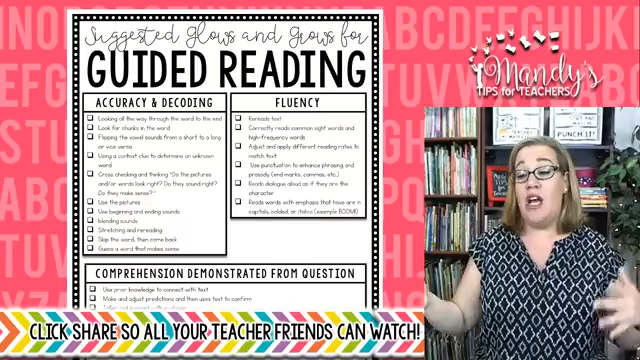 Suggested Glows and Grows for
GUIDED READING
ACCURACY & DECODING
Looking all the way through the word to the end
Look for chunks in the word
Flipping the vowel sounds from a short to a long
or vice versa
Using a context clue to determine an unknown
word
Cross checking and thinking "Do the pictures
and/or words look right? Do they sound right?
Do they make sense?"
Use the pictures
Use beginning and ending sounds
blending sounds
Stretching and rereading
Skip the word, then come back
Guess a word that makes sense
FLUENCY
Rereads text
Correctly reads common sight words and
high-frequency words
Adjust and apply different reading rates to
match text
Use punctuation to enhance phrasing and
prosody (end marks, commas, etc.)
Reads dialogue aloud as if they are the
character
Reads words with emphasis that have are in
capitals, bolded, or italics (example BOOM!)
COMPREHENSION DEMONSTRATED FROM QUESTION
Use prior knowledge to connect with text
Make and adjust predictions and then uses text to confirm
Mandy's
TIPS for TEACHERS
PUNCH IT!
CLICK SHARE SO ALL YOUR TEACHER FRIENDS CAN WATCH!